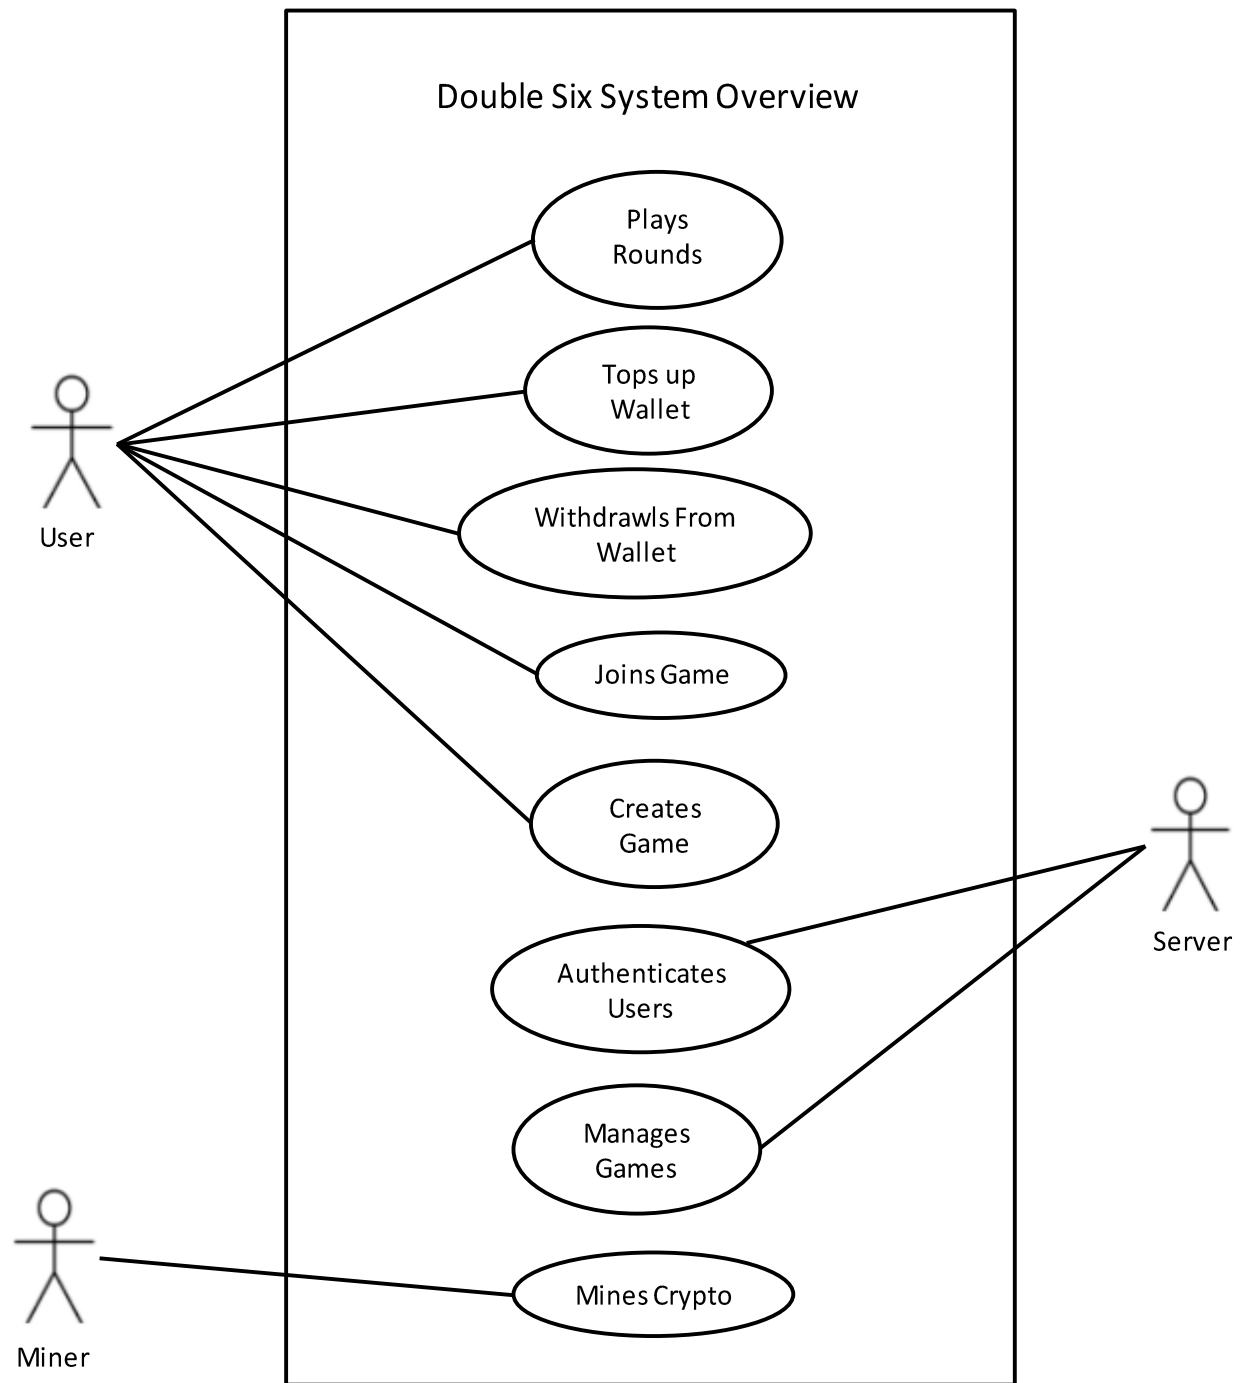 Double Six System Overview
Plays
Rounds
Tops up
Wallet
User
Withdrawls From
Wallet
Joins Game
Creates
Game
Server
Authenticates
Users
Manages
Games
Mines Crypto
Miner